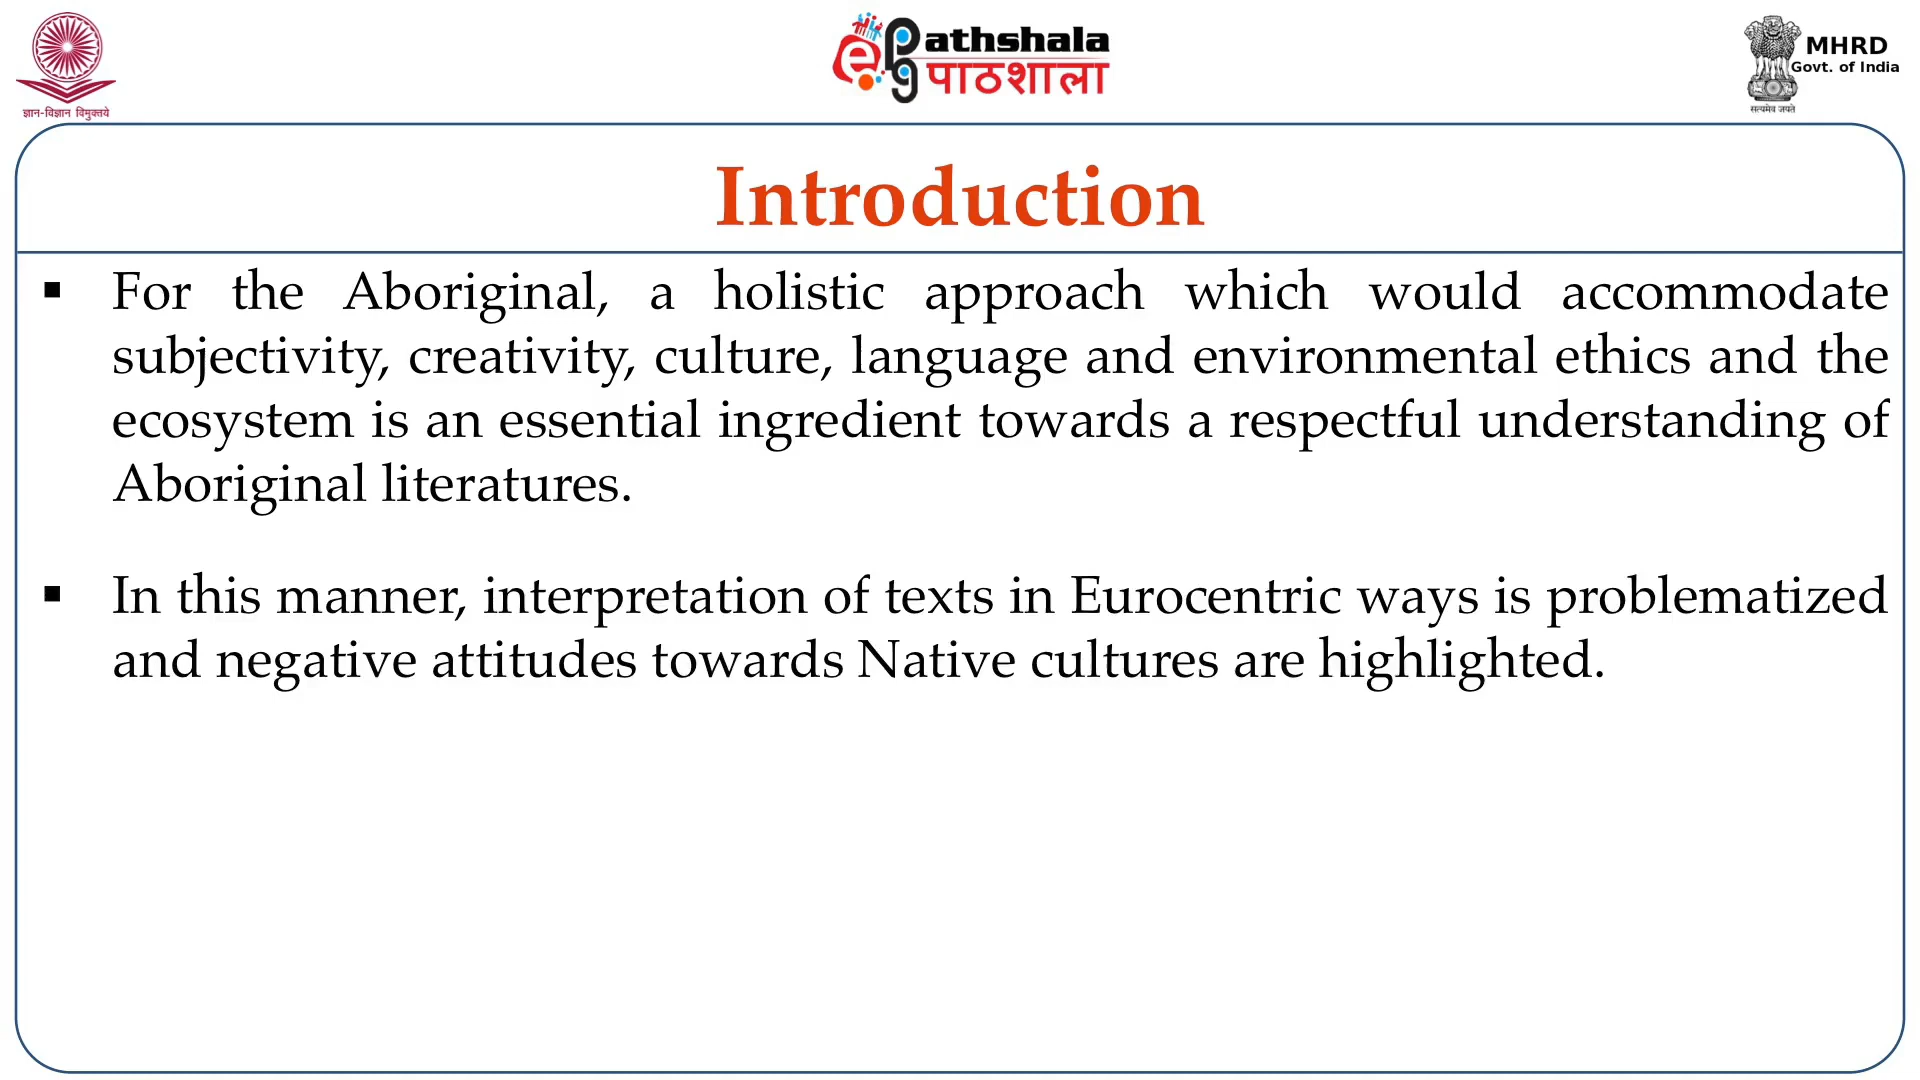 ज्ञान-विज्ञान विमुक्तये
ePGPathshala
पाठशाला
MHRD
Govt. of India
सत्यमेव जयते
Introduction
▪ For the Aboriginal, a holistic approach which would accommodate
subjectivity, creativity, culture, language and environmental ethics and the
ecosystem is an essential ingredient towards a respectful understanding of
Aboriginal literatures.
▪ In this manner, interpretation of texts in Eurocentric ways is problematized
and negative attitudes towards Native cultures are highlighted.